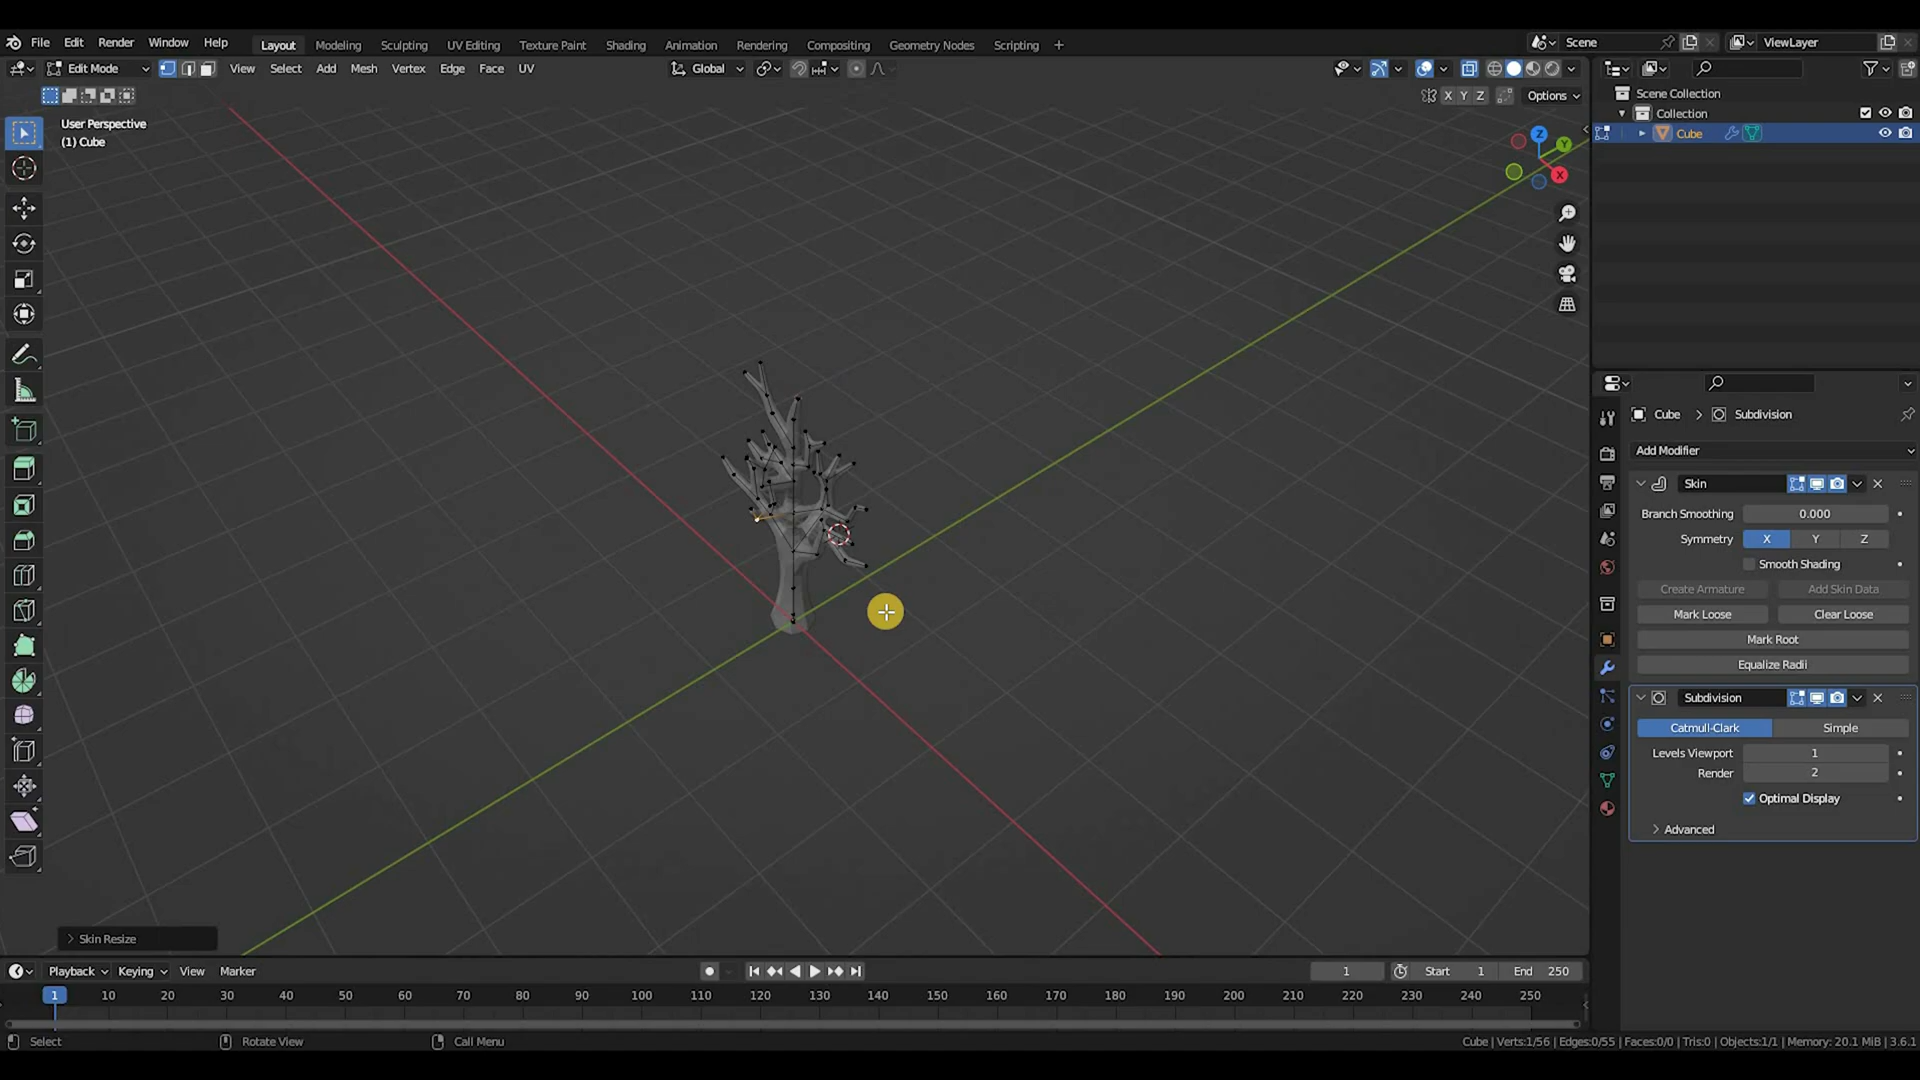 File Edit Render Window Help Layout Modeling Sculpting UV Editing Texture Paint Shading Animation Rendering Compositing Geometry Nodes Scripting + Scene ViewLayer
Edit Mode View Select Add Mesh Vertex Edge Face UV Global
X Y Z Options
User Perspective
(1) Cube
Z
Y
X
Scene Collection
Collection
Cube
Cube > Subdivision
Add Modifier
Skin
Branch Smoothing 0.000
Symmetry X Y Z
Smooth Shading
Create Armature Add Skin Data
Mark Loose Clear Loose
Mark Root
Equalize Radii
Subdivision
Catmull-Clark Simple
Levels Viewport 1
Render 2
Optimal Display
Advanced
Skin Resize
Playback Keying View Marker 1 Start 1 End 250
1 10 20 30 40 50 60 70 80 90 100 110 120 130 140 150 160 170 180 190 200 210 220 230 240 250
Select Rotate View Call Menu Cube | Verts:1/56 | Edges:0/55 | Faces:0/0 | Tris:0 | Objects:1/1 | Memory: 20.1 MiB | 3.6.1